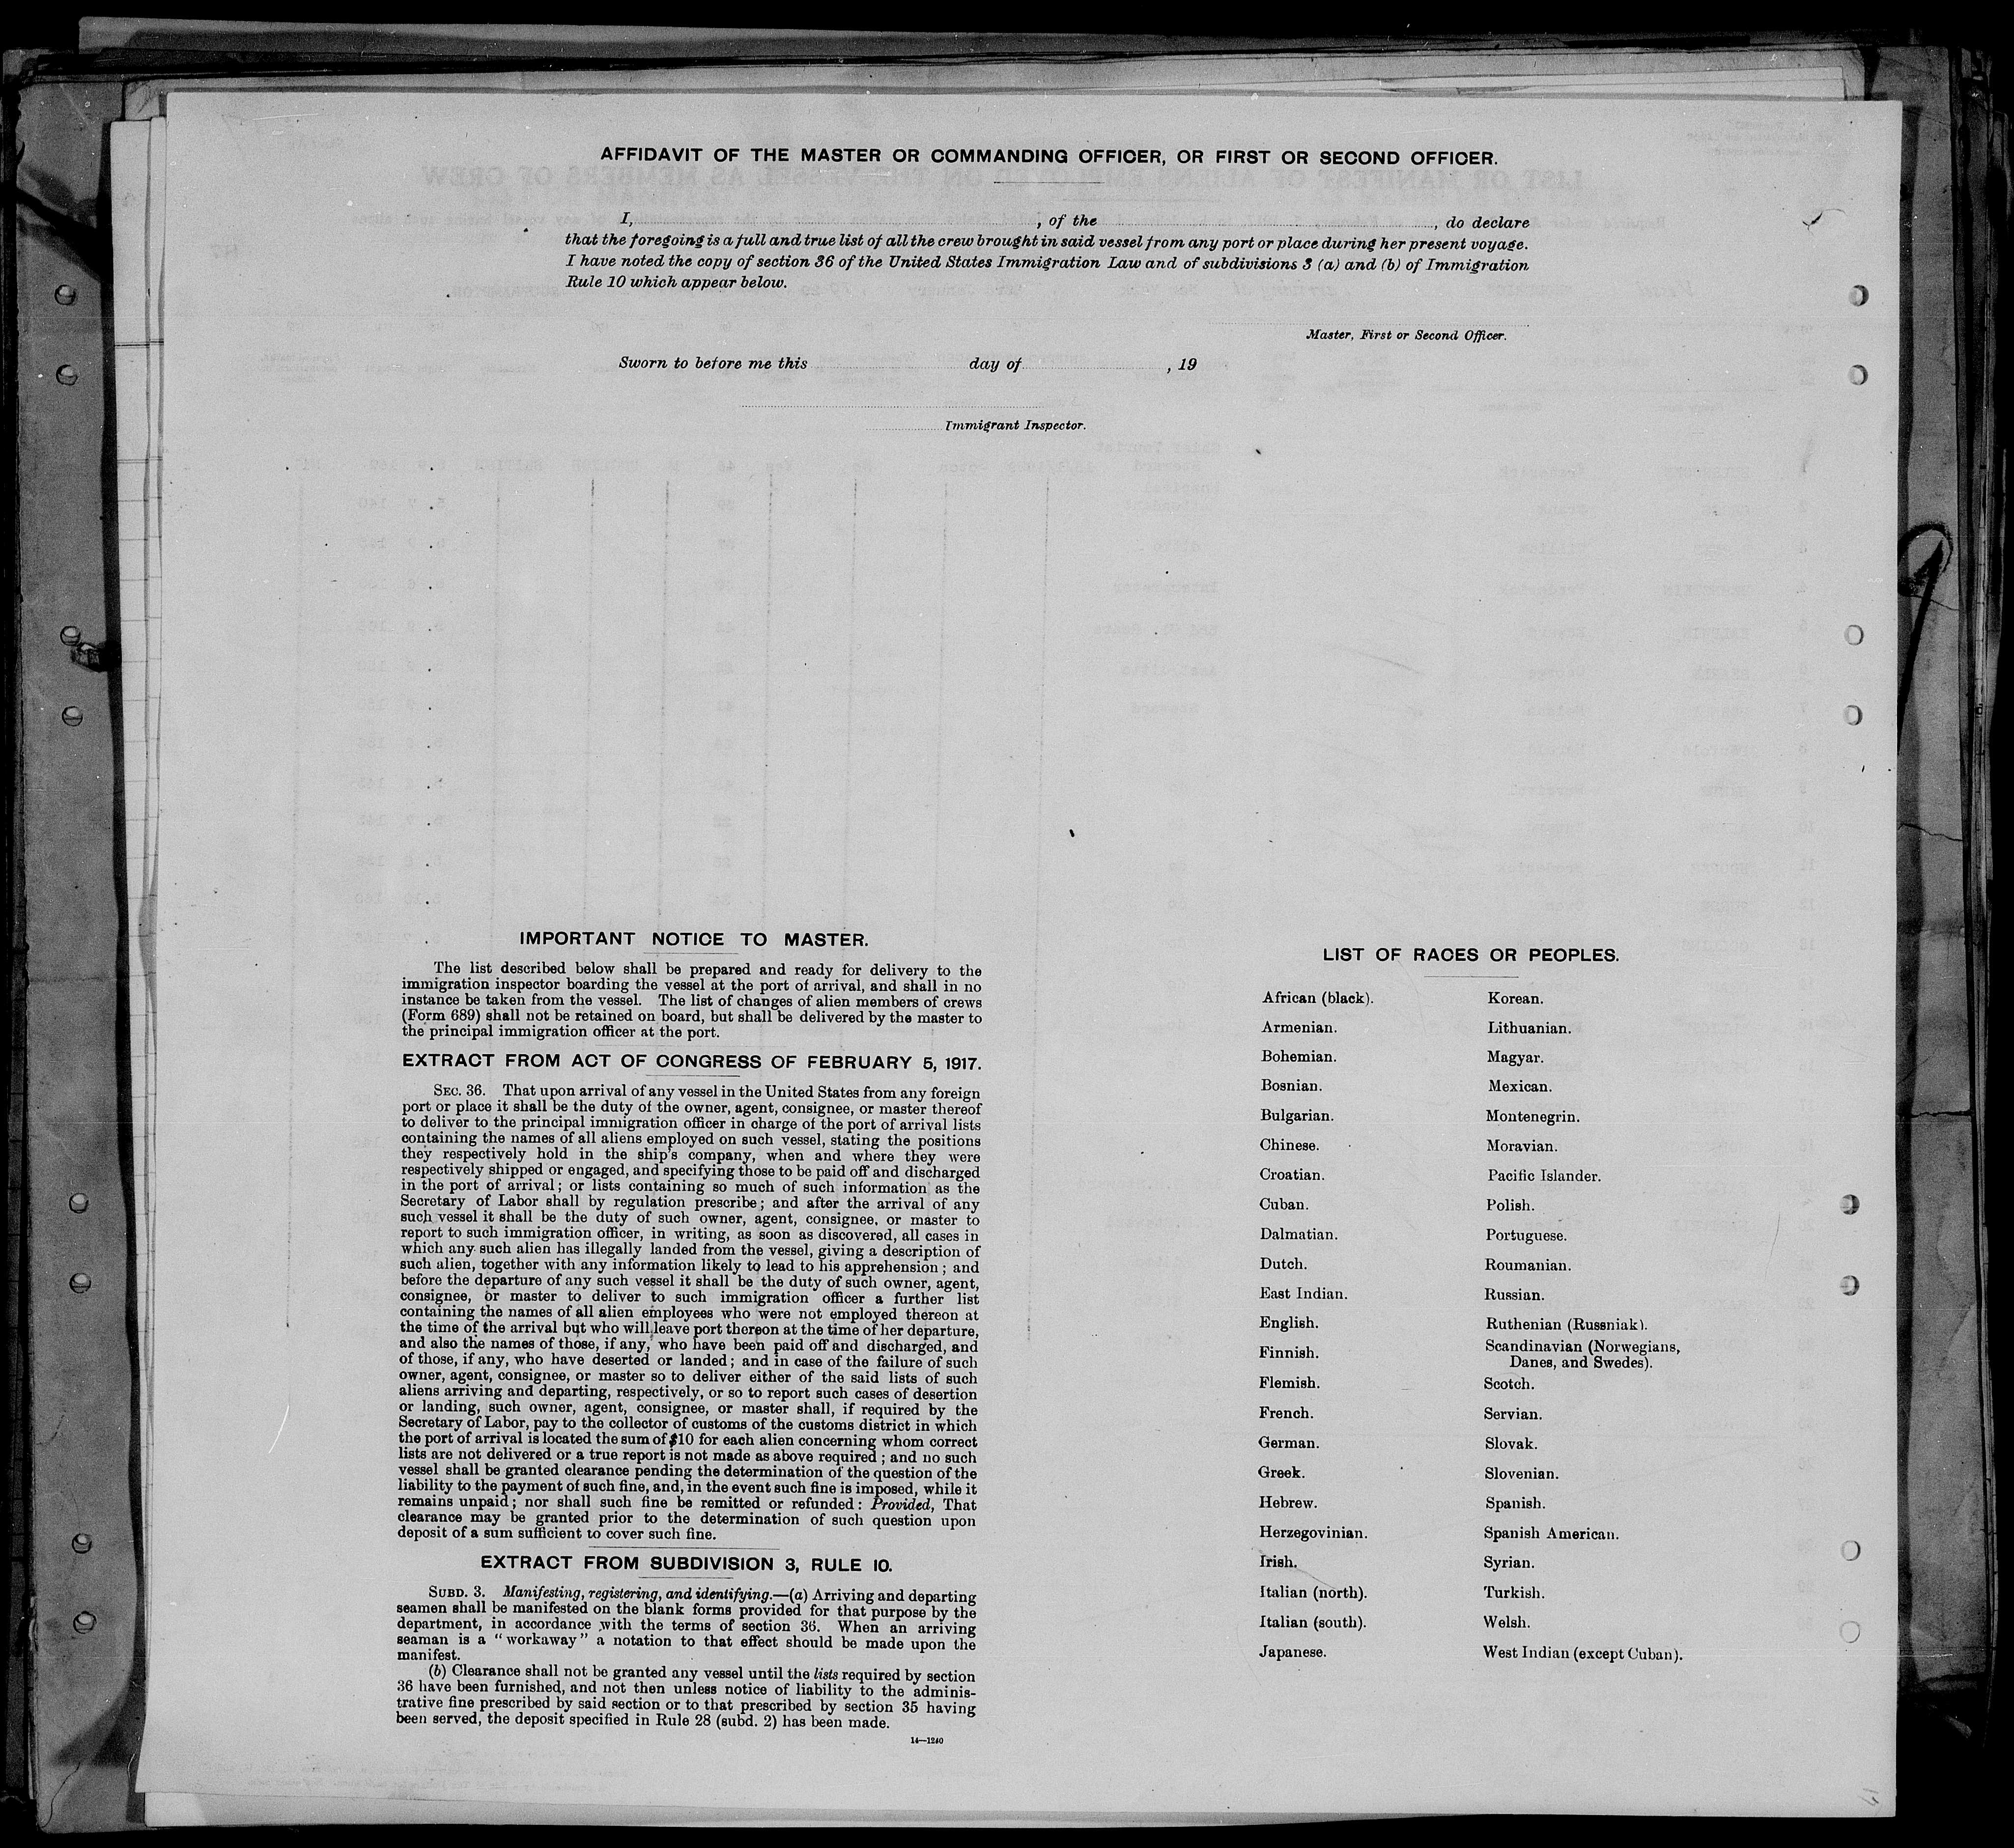 AFFIDAVIT OF THE MASTER OR COMMANDING OFFICER, OR FIRST OR SECOND OFFICER.
I, , of the , do declare
that the foregoing is a full and true list of all the crew brought in said vessel from any port or place during her present voyage.
I have noted the copy of section 36 of the United States Immigration Law and of subdivisions 3 (a) and (b) of Immigration
Rule 10 which appear below.
Master, First or Second Officer.
Sworn to before me this day of , 19
Immigrant Inspector.
IMPORTANT NOTICE TO MASTER.
The list described below shall be prepared and ready for delivery to the
immigration inspector boarding the vessel at the port of arrival, and shall in no
instance be taken from the vessel. The list of changes of alien members of crews
(Form 689) shall not be retained on board, but shall be delivered by the master to
the principal immigration officer at the port.
EXTRACT FROM ACT OF CONGRESS OF FEBRUARY 5, 1917.
SEC. 36. That upon arrival of any vessel in the United States from any foreign
port or place it shall be the duty of the owner, agent, consignee, or master thereof
to deliver to the principal immigration officer in charge of the port of arrival lists
containing the names of all aliens employed on such vessel, stating the positions
they respectively hold in the ship's company, when and where they were
respectively shipped or engaged, and specifying those to be paid off and discharged
in the port of arrival; or lists containing so much of such information as the
Secretary of Labor shall by regulation prescribe; and after the arrival of any
such vessel it shall be the duty of such owner, agent, consignee, or master to
report to such immigration officer, in writing, as soon as discovered, all cases in
which any such alien has illegally landed from the vessel, giving a description of
such alien, together with any information likely to lead to his apprehension; and
before the departure of any such vessel it shall be the duty of such owner, agent,
consignee, or master to deliver to such immigration officer a further list
containing the names of all alien employees who were not employed thereon at
the time of the arrival but who will leave port thereon at the time of her departure,
and also the names of those, if any, who have been paid off and discharged, and
of those, if any, who have deserted or landed; and in case of the failure of such
owner, agent, consignee, or master so to deliver either of the said lists of such
aliens arriving and departing, respectively, or so to report such cases of desertion
or landing, such owner, agent, consignee, or master shall, if required by the
Secretary of Labor, pay to the collector of customs of the customs district in which
the port of arrival is located the sum of $10 for each alien concerning whom correct
lists are not delivered or a true report is not made as above required; and no such
vessel shall be granted clearance pending the determination of the question of the
liability to the payment of such fine, and, in the event such fine is imposed, while it
remains unpaid; nor shall such fine be remitted or refunded: Provided, That
clearance may be granted prior to the determination of such question upon
deposit of a sum sufficient to cover such fine.
EXTRACT FROM SUBDIVISION 3, RULE 10.
SUBD. 3. Manifesting, registering, and identifying.—(a) Arriving and departing
seamen shall be manifested on the blank forms provided for that purpose by the
department, in accordance with the terms of section 36. When an arriving
seaman is a "workaway" a notation to that effect should be made upon the
manifest.
(b) Clearance shall not be granted any vessel until the lists required by section
36 have been furnished, and not then unless notice of liability to the adminis-
trative fine prescribed by said section or to that prescribed by section 35 having
been served, the deposit specified in Rule 28 (subd. 2) has been made.
14—1240
LIST OF RACES OR PEOPLES.
African (black).
Armenian.
Bohemian.
Bosnian.
Bulgarian.
Chinese.
Croatian.
Cuban.
Dalmatian.
Dutch.
East Indian.
English.
Finnish.
Flemish.
French.
German.
Greek.
Hebrew.
Herzegovinian.
Irish.
Italian (north).
Italian (south).
Japanese.
Korean.
Lithuanian.
Magyar.
Mexican.
Montenegrin.
Moravian.
Pacific Islander.
Polish.
Portuguese.
Roumanian.
Russian.
Ruthenian (Russniak).
Scandinavian (Norwegians,
Danes, and Swedes).
Scotch.
Servian.
Slovak.
Slovenian.
Spanish.
Spanish American.
Syrian.
Turkish.
Welsh.
West Indian (except Cuban).